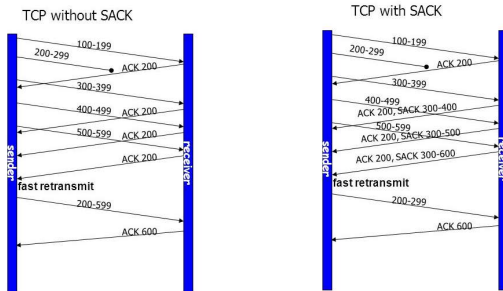 TCP without SACK
100-199
200-299
ACK 200
300-399
400-499
ACK 200
500-599
ACK 200
ACK 200
sender
receiver
fast retransmit
200-599
ACK 600
TCP with SACK
100-199
200-299
ACK 200
300-399
400-499
ACK 200, SACK 300-400
500-599
ACK 200, SACK 300-500
ACK 200, SACK 300-600
sender
receiver
fast retransmit
200-299
ACK 600